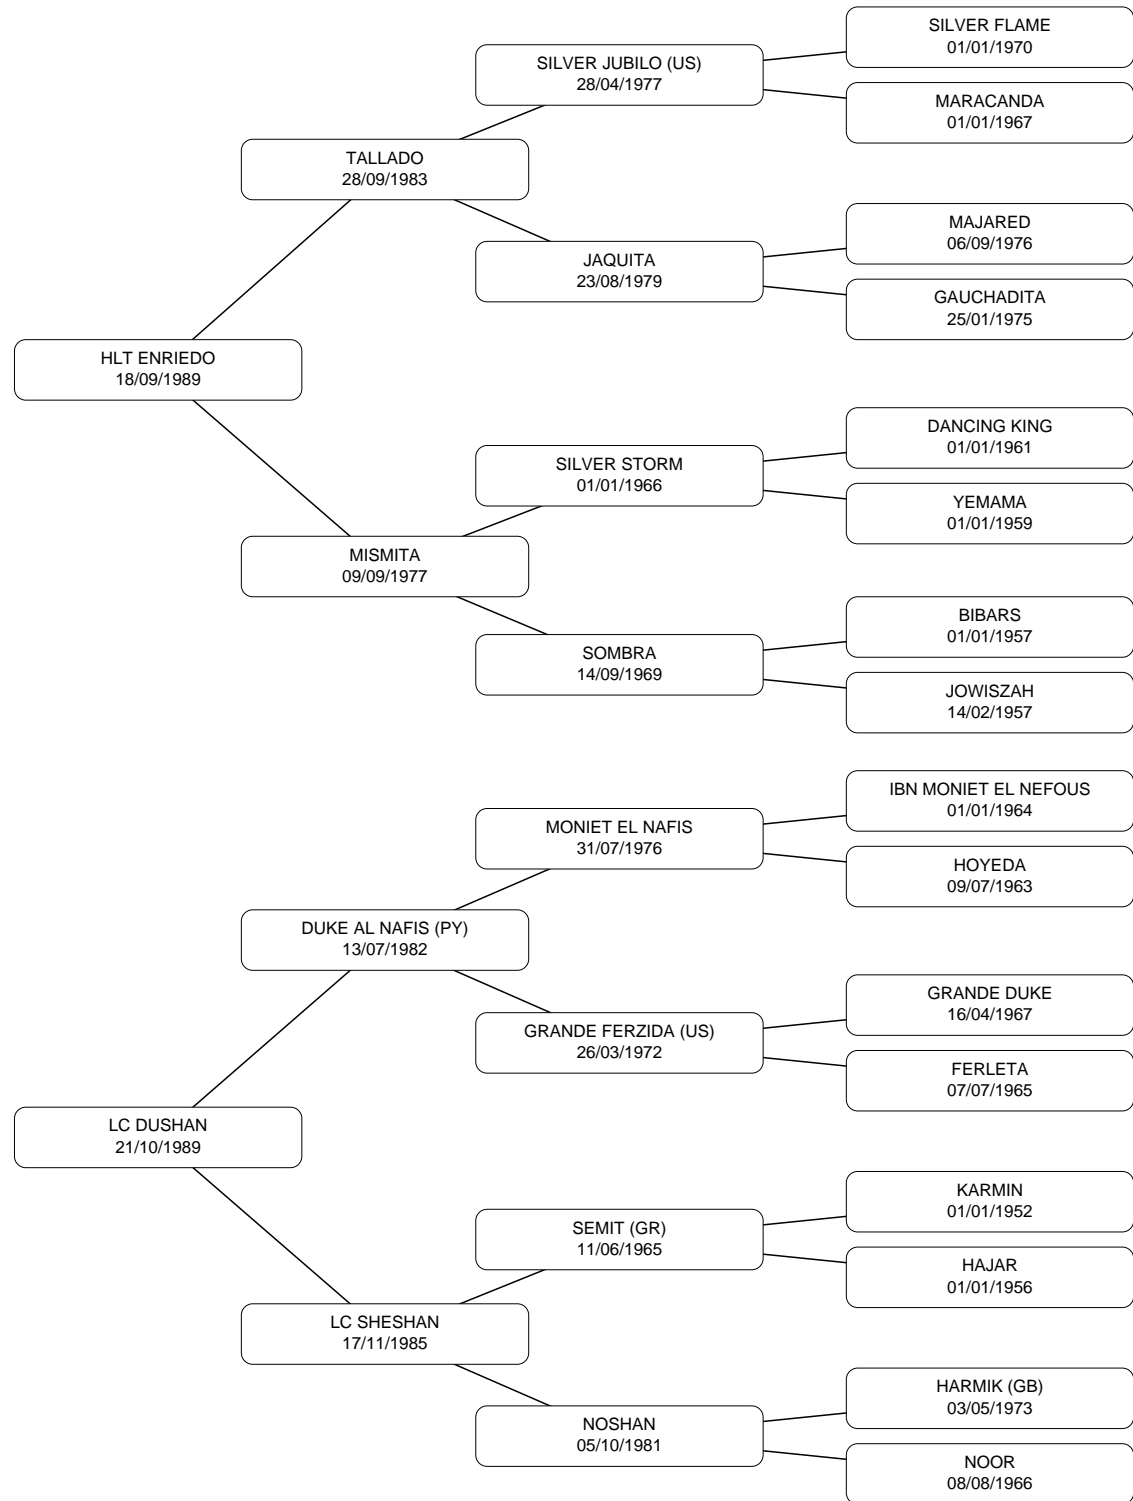 SILVER FLAME
01/01/1970
SILVER JUBILO (US)
28/04/1977
MARACANDA
01/01/1967
TALLADO
28/09/1983
MAJARED
06/09/1976
JAQUITA
23/08/1979
GAUCHADITA
25/01/1975
HLT ENRIEDO
18/09/1989
DANCING KING
01/01/1961
SILVER STORM
01/01/1966
YEMAMA
01/01/1959
MISMITA
09/09/1977
BIBARS
01/01/1957
SOMBRA
14/09/1969
JOWISZAH
14/02/1957
IBN MONIET EL NEFOUS
01/01/1964
MONIET EL NAFIS
31/07/1976
HOYEDA
09/07/1963
DUKE AL NAFIS (PY)
13/07/1982
GRANDE DUKE
16/04/1967
GRANDE FERZIDA (US)
26/03/1972
FERLETA
07/07/1965
LC DUSHAN
21/10/1989
KARMIN
01/01/1952
SEMIT (GR)
11/06/1965
HAJAR
01/01/1956
LC SHESHAN
17/11/1985
HARMIK (GB)
03/05/1973
NOSHAN
05/10/1981
NOOR
08/08/1966